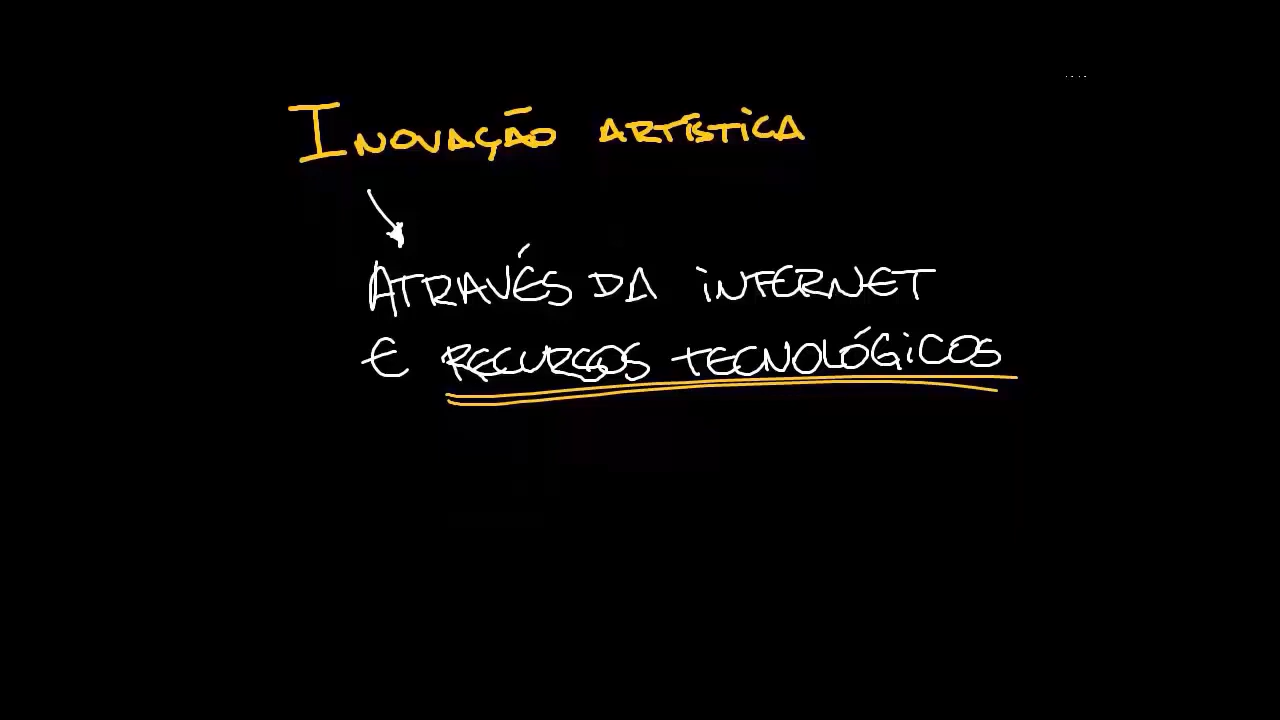 INOVAÇÃO ARTÍSTICA
ATRAVÉS DA INTERNET
E RECURSOS TECNOLÓGICOS